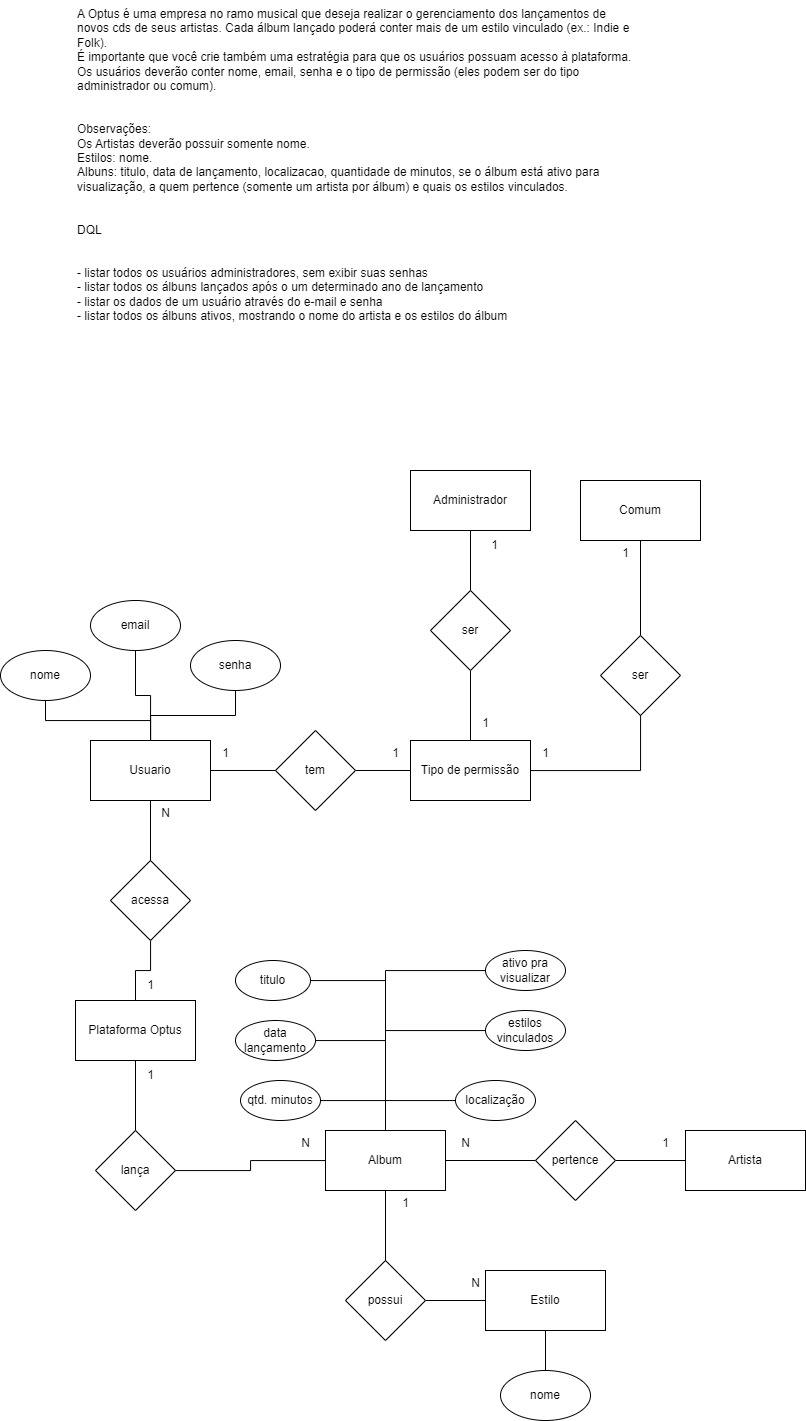 A Optus é uma empresa no ramo musical que deseja realizar o gerenciamento dos lançamentos de
novos cds de seus artistas. Cada álbum lançado poderá conter mais de um estilo vinculado (ex.: Indie e
Folk).
É importante que você crie também uma estratégia para que os usuários possuam acesso à plataforma.
Os usuários deverão conter nome, email, senha e o tipo de permissão (eles podem ser do tipo
administrador ou comum).
Observações:
Os Artistas deverão possuir somente nome.
Estilos: nome.
Albuns: titulo, data de lançamento, localizacao, quantidade de minutos, se o álbum está ativo para
visualização, a quem pertence (somente um artista por álbum) e quais os estilos vinculados.
DQL
- listar todos os usuários administradores, sem exibir suas senhas
- listar todos os álbuns lançados após o um determinado ano de lançamento
- listar os dados de um usuário através do e-mail e senha
- listar todos os álbuns ativos, mostrando o nome do artista e os estilos do álbum
Administrador
Comum
1
1
email
ser
senha
ser
nome
1
1
1
1
Usuario
tem
Tipo de permissão
N
acessa
ativo pra
visualizar
titulo
1
estilos
vinculados
Plataforma Optus
data
lançamento
1
qtd. minutos
localização
N
N
1
Album
pertence
Artista
lança
1
N
possui
Estilo
nome